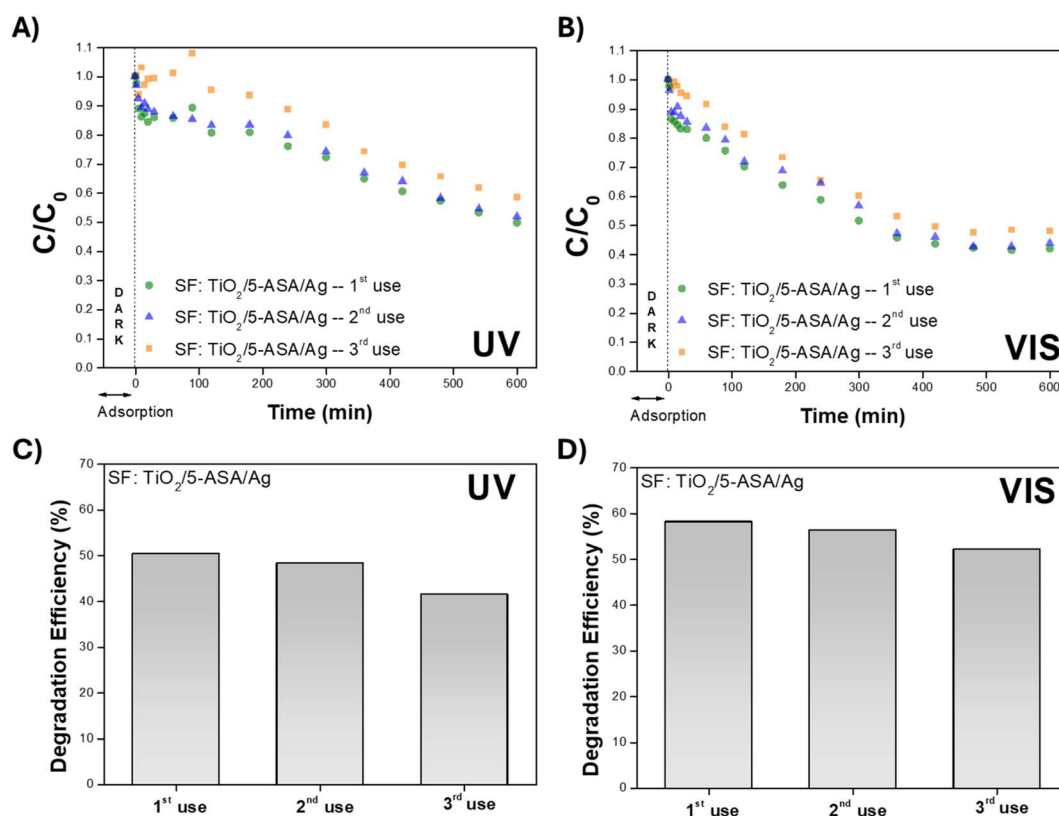 A)
1.1
1.0
0.9
0.8
0.7
0.6
0.5
0.4
0.3
0.2
0.1
0.0
C/C₀
DARK
SF: TiO₂/5-ASA/Ag -- 1ˢᵗ use
SF: TiO₂/5-ASA/Ag -- 2ⁿᵈ use
SF: TiO₂/5-ASA/Ag -- 3ʳᵈ use
UV
0 100 200 300 400 500 600
Adsorption
Time (min)
B)
1.1
1.0
0.9
0.8
0.7
0.6
0.5
0.4
0.3
0.2
0.1
0.0
C/C₀
DARK
SF: TiO₂/5-ASA/Ag -- 1ˢᵗ use
SF: TiO₂/5-ASA/Ag -- 2ⁿᵈ use
SF: TiO₂/5-ASA/Ag -- 3ʳᵈ use
VIS
0 100 200 300 400 500 600
Adsorption
Time (min)
C)
SF: TiO₂/5-ASA/Ag
UV
70
60
50
40
30
20
10
0
Degradation Efficiency (%)
1ˢᵗ use 2ⁿᵈ use 3ʳᵈ use
D)
SF: TiO₂/5-ASA/Ag
VIS
70
60
50
40
30
20
10
0
Degradation Efficiency (%)
1ˢᵗ use 2ⁿᵈ use 3ʳᵈ use